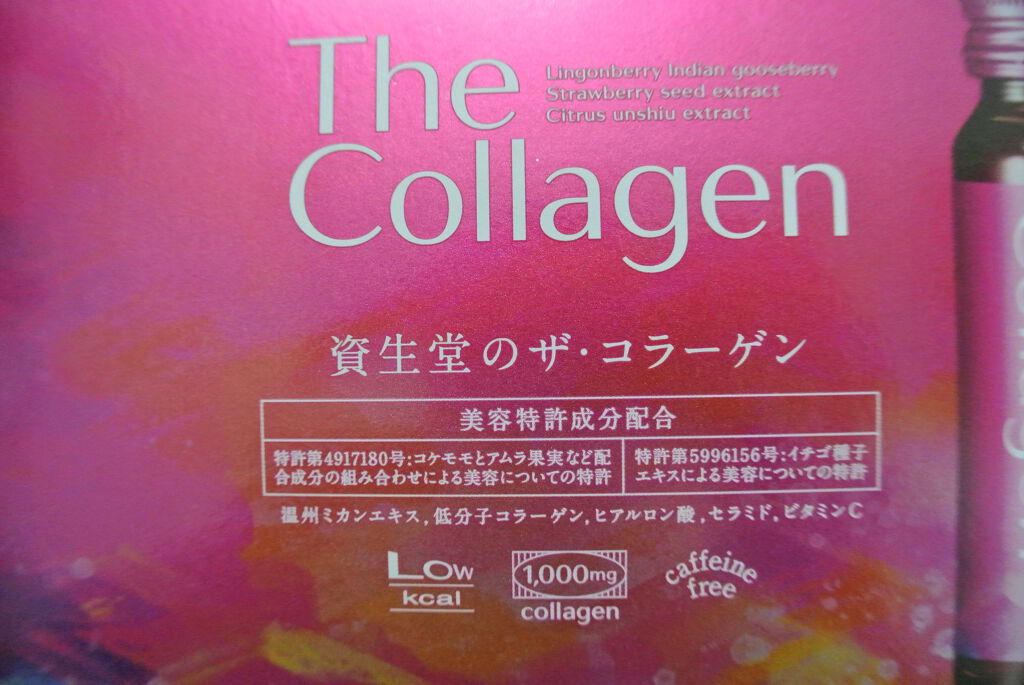 The
Collagen
Lingonberry Indian gooseberry
Strawberry seed extract
Citrus unshiu extract
資生堂のザ・コラーゲン
美容特許成分配合
特許第4917180号:コケモモとアムラ果実など配
合成分の組み合わせによる美容についての特許
特許第5996156号:イチゴ種子
エキスによる美容についての特許
温州ミカンエキス,低分子コラーゲン,ヒアルロン酸,セラミド,ビタミンC
Low
kcal
1,000mg
collagen
caffeine
free